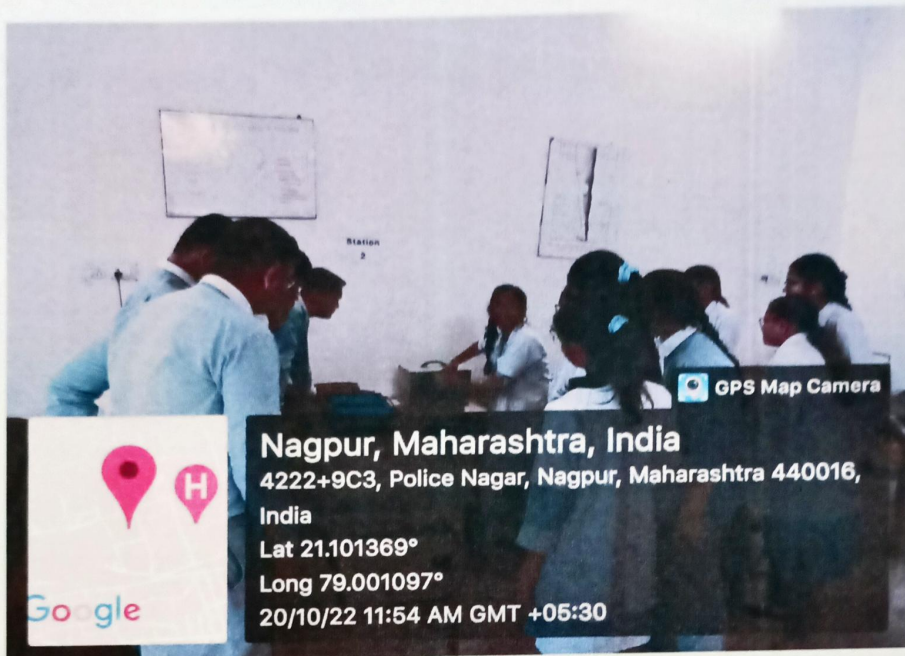 Station
2
GPS Map Camera
Nagpur, Maharashtra, India
4222+9C3, Police Nagar, Nagpur, Maharashtra 440016,
India
Lat 21.101369°
Long 79.001097°
20/10/22 11:54 AM GMT +05:30
H
Google